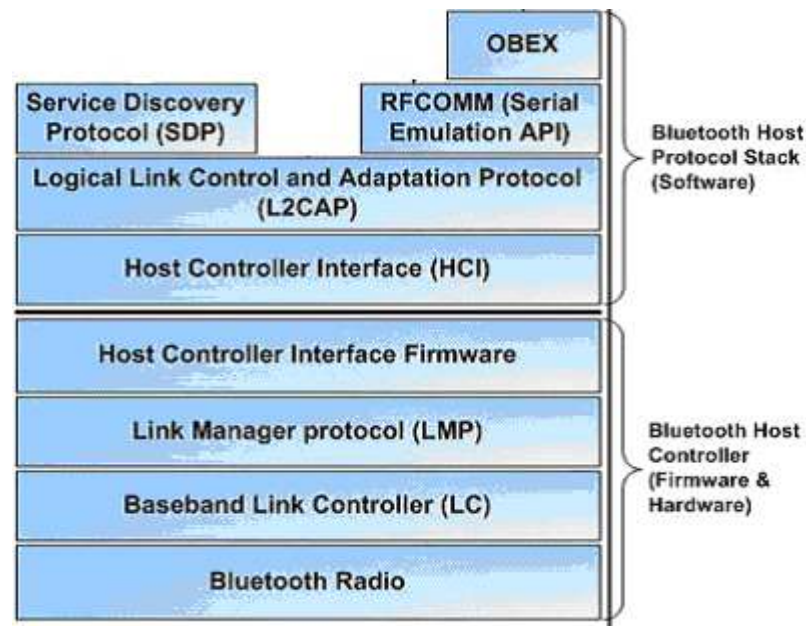 OBEX
Service Discovery
Protocol (SDP)
RFCOMM (Serial
Emulation API)
Logical Link Control and Adaptation Protocol
(L2CAP)
Host Controller Interface (HCI)
Bluetooth Host
Protocol Stack
(Software)
Host Controller Interface Firmware
Link Manager protocol (LMP)
Baseband Link Controller (LC)
Bluetooth Radio
Bluetooth Host
Controller
(Firmware &
Hardware)